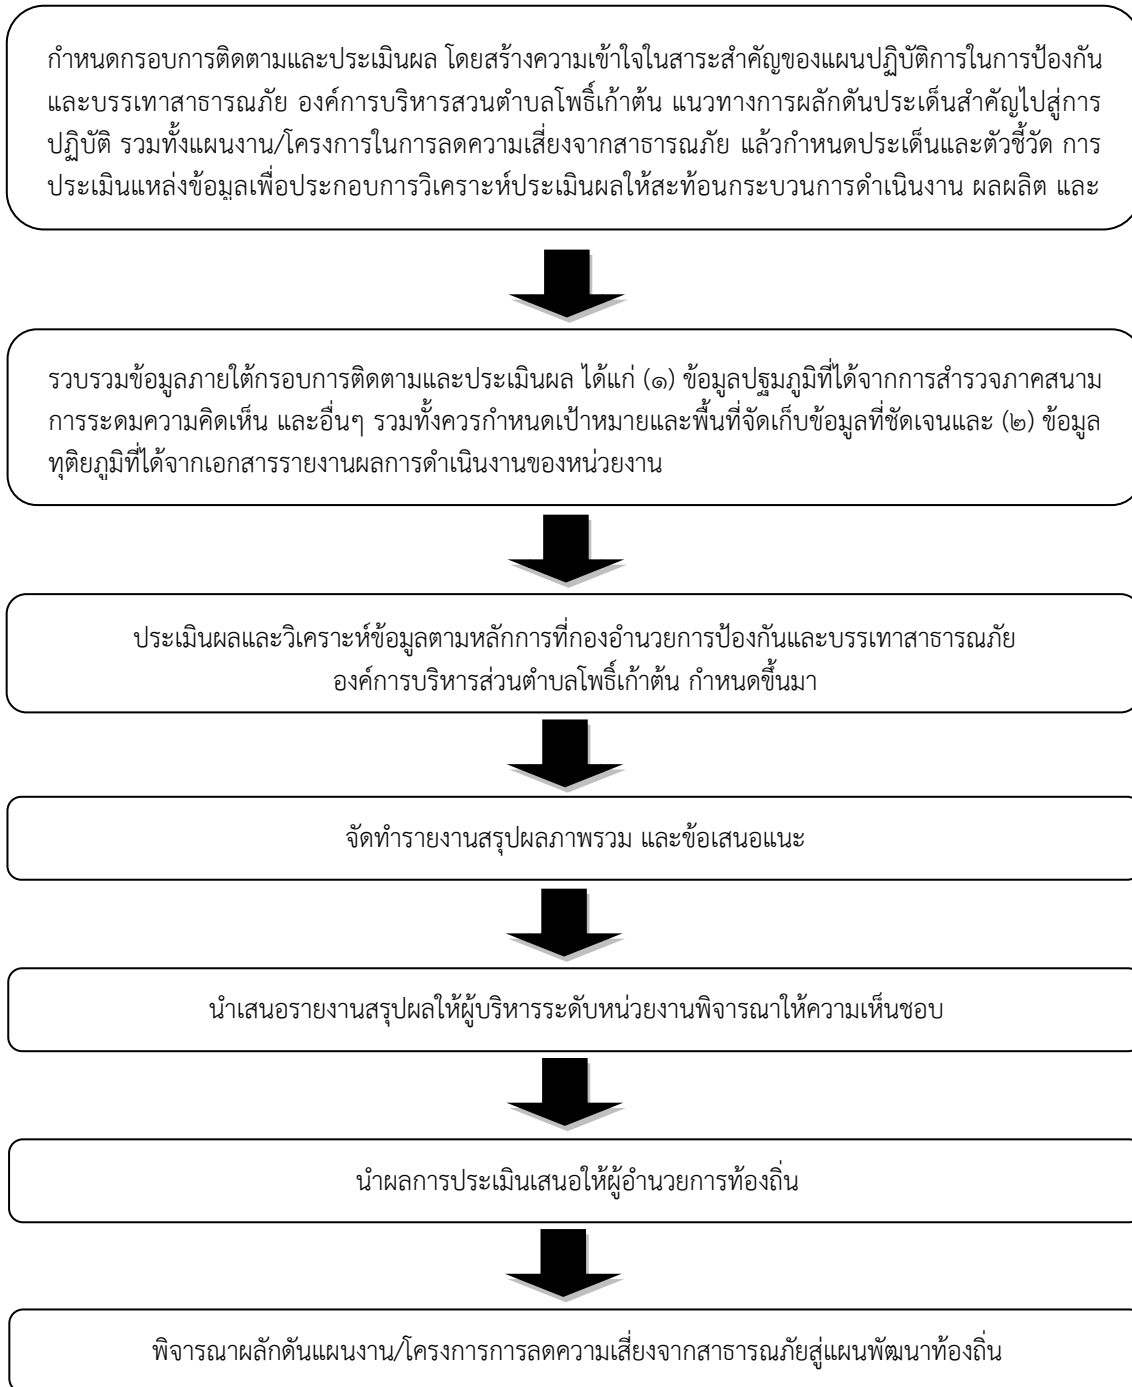 กำหนดกรอบการติดตามและประเมินผล โดยสร้างความเข้าใจในสาระสำคัญของแผนปฏิบัติการในการป้องกัน
และบรรเทาสาธารณภัย องค์การบริหารสวนตำบลโพธิ์เก้าต้น แนวทางการผลักดันประเด็นสำคัญไปสู่การ
ปฏิบัติ รวมทั้งแผนงาน/โครงการในการลดความเสี่ยงจากสาธารณภัย แล้วกำหนดประเด็นและตัวชี้วัด การ
ประเมินแหล่งข้อมูลเพื่อประกอบการวิเคราะห์ประเมินผลให้สะท้อนกระบวนการดำเนินงาน ผลผลิต และ
รวบรวมข้อมูลภายใต้กรอบการติดตามและประเมินผล ได้แก่ (๑) ข้อมูลปฐมภูมิที่ได้จากการสำรวจภาคสนาม
การระดมความคิดเห็น และอื่นๆ รวมทั้งควรกำหนดเป้าหมายและพื้นที่จัดเก็บข้อมูลที่ชัดเจนและ (๒) ข้อมูล
ทุติยภูมิที่ได้จากเอกสารรายงานผลการดำเนินงานของหน่วยงาน
ประเมินผลและวิเคราะห์ข้อมูลตามหลักการที่กองอำนวยการป้องกันและบรรเทาสาธารณภัย
องค์การบริหารส่วนตำบลโพธิ์เก้าต้น กำหนดขึ้นมา
จัดทำรายงานสรุปผลภาพรวม และข้อเสนอแนะ
นำเสนอรายงานสรุปผลให้ผู้บริหารระดับหน่วยงานพิจารณาให้ความเห็นชอบ
นำผลการประเมินเสนอให้ผู้อำนวยการท้องถิ่น
พิจารณาผลักดันแผนงาน/โครงการการลดความเสี่ยงจากสาธารณภัยสู่แผนพัฒนาท้องถิ่น